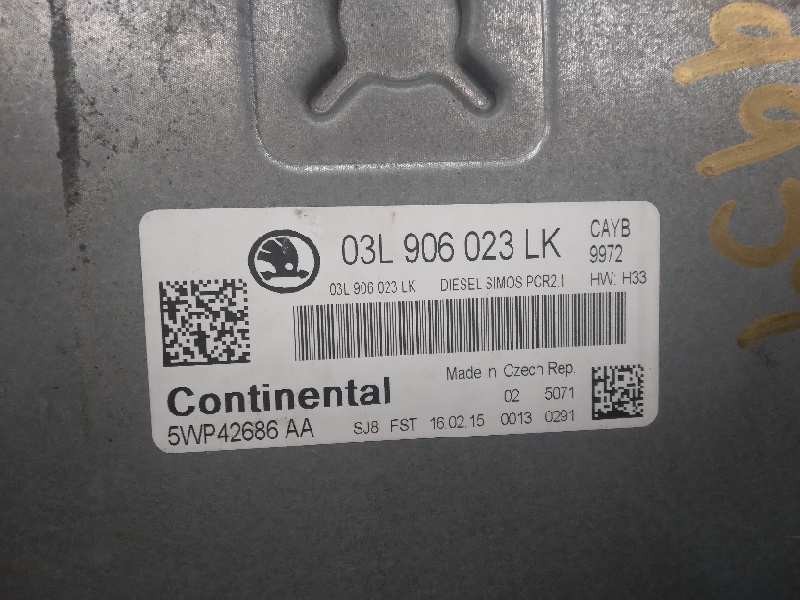 03L 906 023 LK
CAYB
9972
03L 906 023 LK DIESEL SIMOS PCR2.1 HW: H33
Made in Czech Rep.
Continental
02 5071
5WP42686 AA SJ8 FST 16.02.15 0013 0291